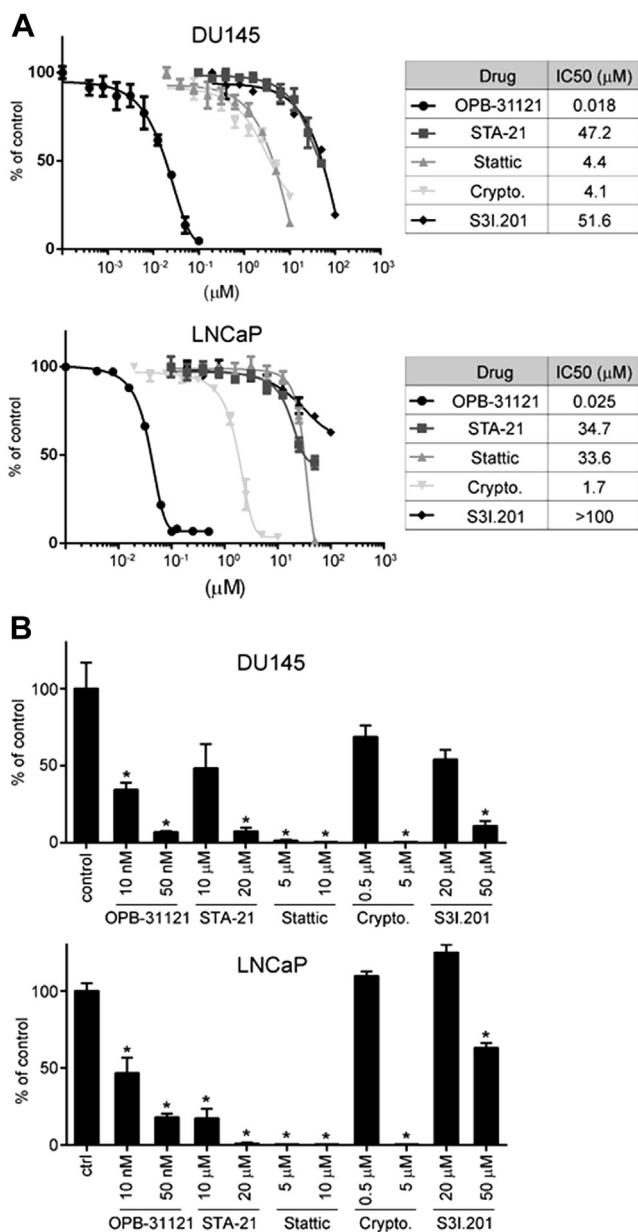 A
DU145
% of control
100
50
0
10-3 10-2 10-1 100 101 102
(μM)
Drug IC50 (μM)
OPB-31121 0.018
STA-21 47.2
Stattic 4.4
Crypto. 4.1
S3I.201 51.6
LNCaP
% of control
100
50
0
10-2 10-1 100 101 102
(μM)
Drug IC50 (μM)
OPB-31121 0.025
STA-21 34.7
Stattic 33.6
Crypto. 1.7
S3I.201 >100
B
DU145
% of control
100
50
0
* * * * * * *
control 10 nM 50 nM 10 μM 20 μM 5 μM 10 μM 0.5 μM 5 μM 20 μM 50 μM
OPB-31121 STA-21 Stattic Crypto. S3I.201
LNCaP
% of control
100
50
0
* * * * * * * *
ctrl 10 nM 50 nM 10 μM 20 μM 5 μM 10 μM 0.5 μM 5 μM 20 μM 50 μM
OPB-31121 STA-21 Stattic Crypto. S3I.201